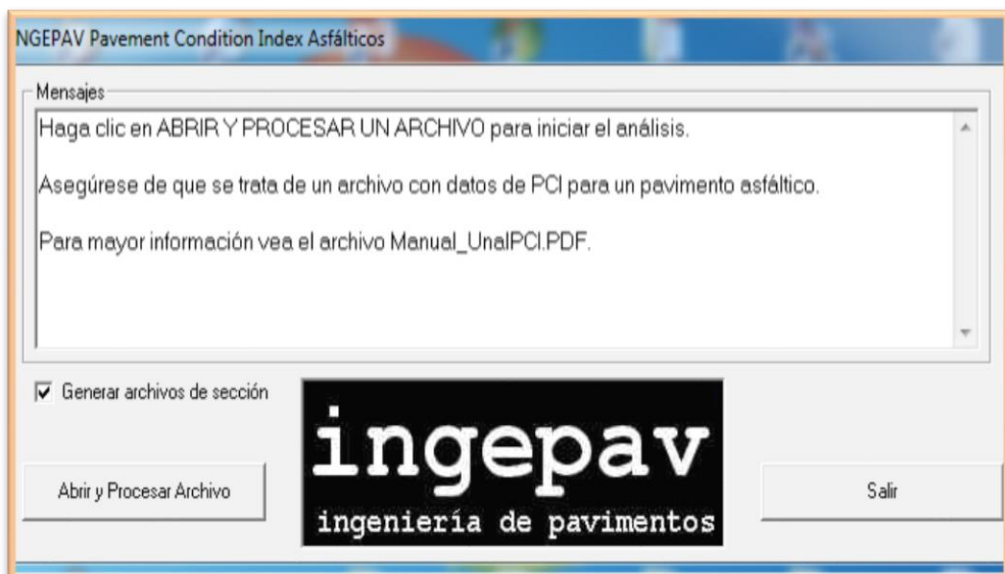 NGEPAV Pavement Condition Index Asfálticos
Mensajes
Haga clic en ABRIR Y PROCESAR UN ARCHIVO para iniciar el análisis.
Asegúrese de que se trata de un archivo con datos de PCI para un pavimento asfáltico.
Para mayor información vea el archivo Manual_UnalPCI.PDF.
Generar archivos de sección
Abrir y Procesar Archivo
ingepav
ingeniería de pavimentos
Salir